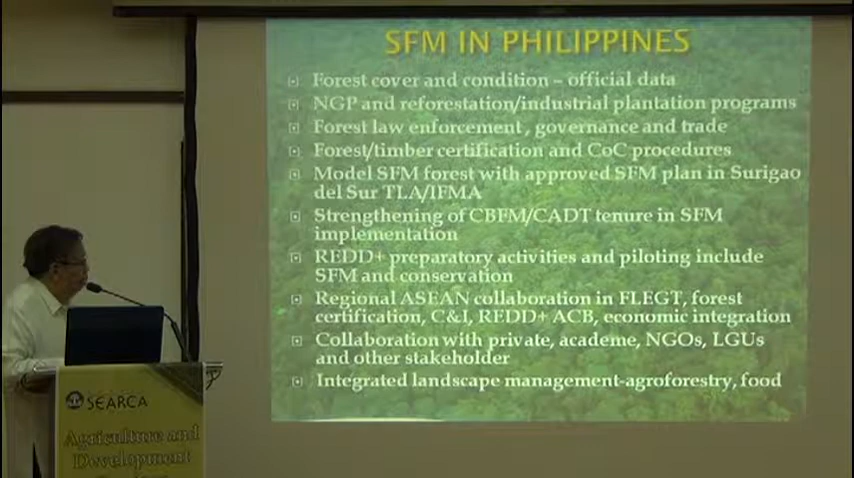 SFM IN PHILIPPINES
Forest cover and condition – official data
NGP and reforestation/industrial plantation programs
Forest law enforcement , governance and trade
Forest/timber certification and CoC procedures
Model SFM forest with approved SFM plan in Surigao
del Sur TLA/IFMA
Strengthening of CBFM/CADT tenure in SFM
implementation
REDD+ preparatory activities and piloting include
SFM and conservation
Regional ASEAN collaboration in FLEGT, forest
certification, C&I, REDD+ ACB, economic integration
Collaboration with private, academe, NGOs, LGUs
and other stakeholder
Integrated landscape management-agroforestry, food
SEARCA
Agriculture and
Development